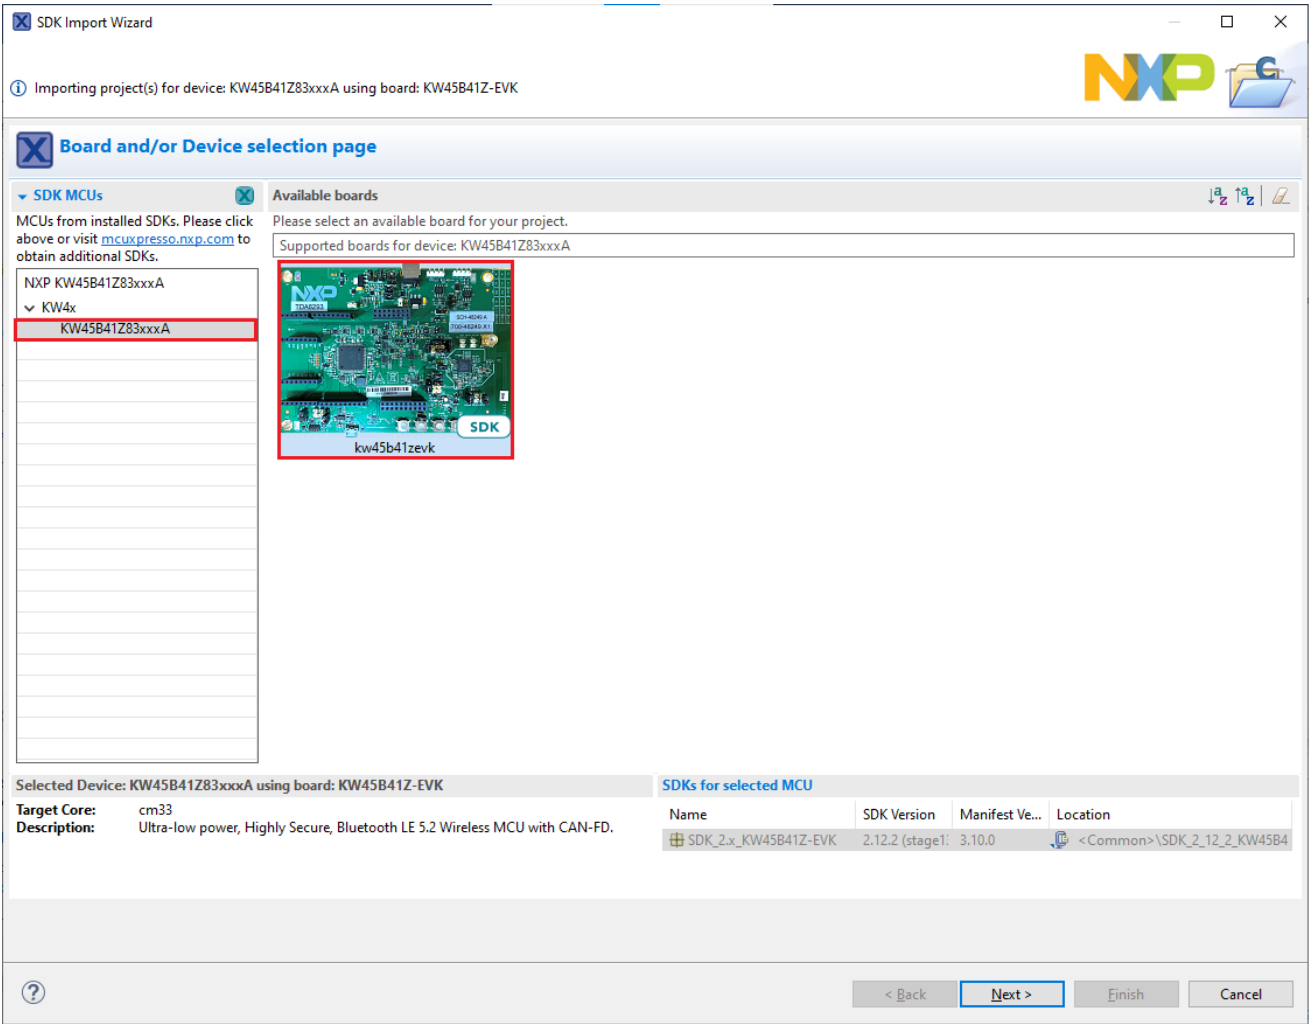 SDK Import Wizard
Importing project(s) for device: KW45B41Z83xxxA using board: KW45B41Z-EVK
NXP
C
Board and/or Device selection page
SDK MCUs
MCUs from installed SDKs. Please click
above or visit mcuxpresso.nxp.com to
obtain additional SDKs.
NXP KW45B41Z83xxxA
KW4x
KW45B41Z83xxxA
Available boards
Please select an available board for your project.
Supported boards for device: KW45B41Z83xxxA
NXP
SDK
kw45b41zevk
Selected Device: KW45B41Z83xxxA using board: KW45B41Z-EVK
Target Core: cm33
Description: Ultra-low power, Highly Secure, Bluetooth LE 5.2 Wireless MCU with CAN-FD.
SDKs for selected MCU
Name SDK Version Manifest Ve... Location
SDK_2.x_KW45B41Z-EVK 2.12.2 (stage1: 3.10.0 <Common>\SDK_2_12_2_KW45B4
< Back Next > Finish Cancel